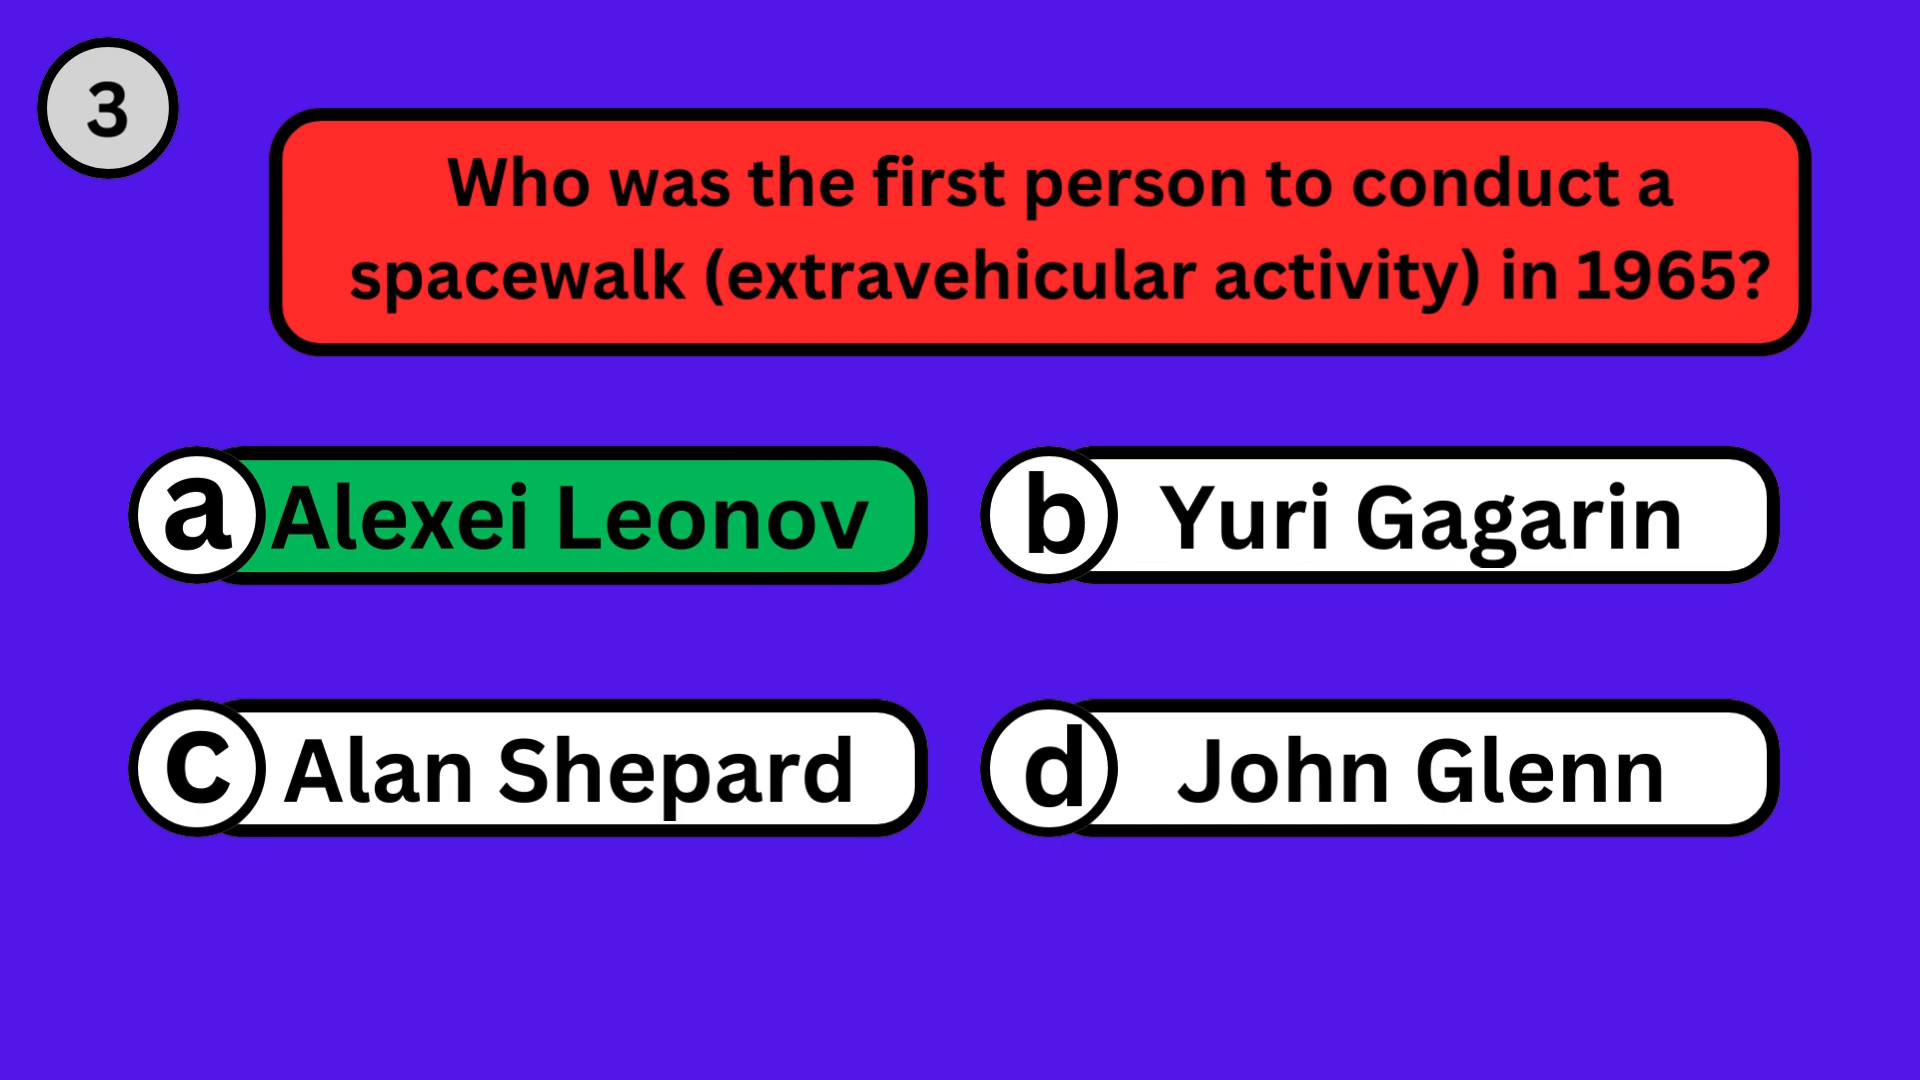 3
Who was the first person to conduct a
spacewalk (extravehicular activity) in 1965?
a Alexei Leonov
b Yuri Gagarin
c Alan Shepard
d John Glenn